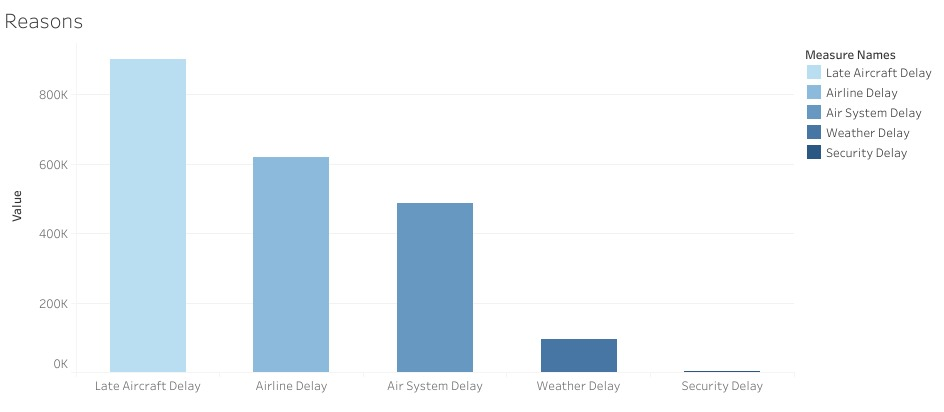 Reasons
Measure Names
Late Aircraft Delay
Airline Delay
Air System Delay
Weather Delay
Security Delay
Value
800K
600K
400K
200K
0K
Late Aircraft Delay Airline Delay Air System Delay Weather Delay Security Delay